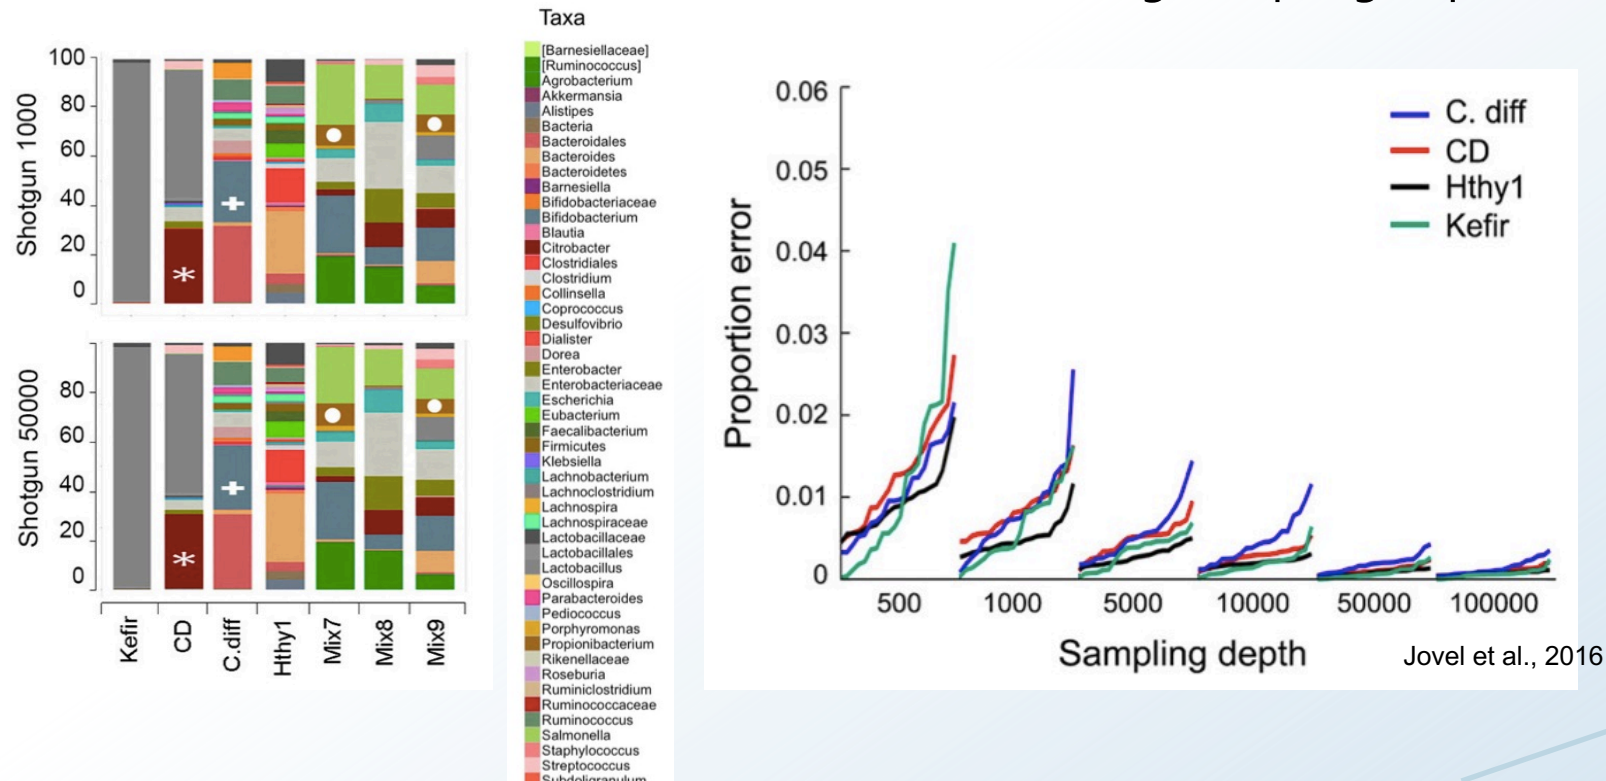 Taxa
100
80
60
40
20
0
Shotgun 1000
80
60
40
20
0
Shotgun 50000
Kefir
CD
C.diff
Hthy1
Mix7
Mix8
Mix9
[Barnesiellaceae]
[Ruminococcus]
Agrobacterium
Akkermansia
Alistipes
Bacteria
Bacteroidales
Bacteroides
Bacteroidetes
Barnesiella
Bifidobacteriaceae
Bifidobacterium
Blautia
Citrobacter
Clostridiales
Clostridium
Collinsella
Coprococcus
Desulfovibrio
Dialister
Dorea
Enterobacter
Enterobacteriaceae
Escherichia
Eubacterium
Faecalibacterium
Firmicutes
Klebsiella
Lachnobacterium
Lachnoclostridium
Lachnospira
Lachnospiraceae
Lactobacillaceae
Lactobacillales
Lactobacillus
Oscillospira
Parabacteroides
Pediococcus
Porphyromonas
Propionibacterium
Rikenellaceae
Roseburia
Ruminiclostridium
Ruminococcaceae
Ruminococcus
Salmonella
Staphylococcus
Streptococcus
Subdoligranulum
0.06
0.05
0.04
0.03
0.02
0.01
0
Proportion error
C. diff
CD
Hthy1
Kefir
500 1000 5000 10000 50000 100000
Sampling depth
Jovel et al., 2016